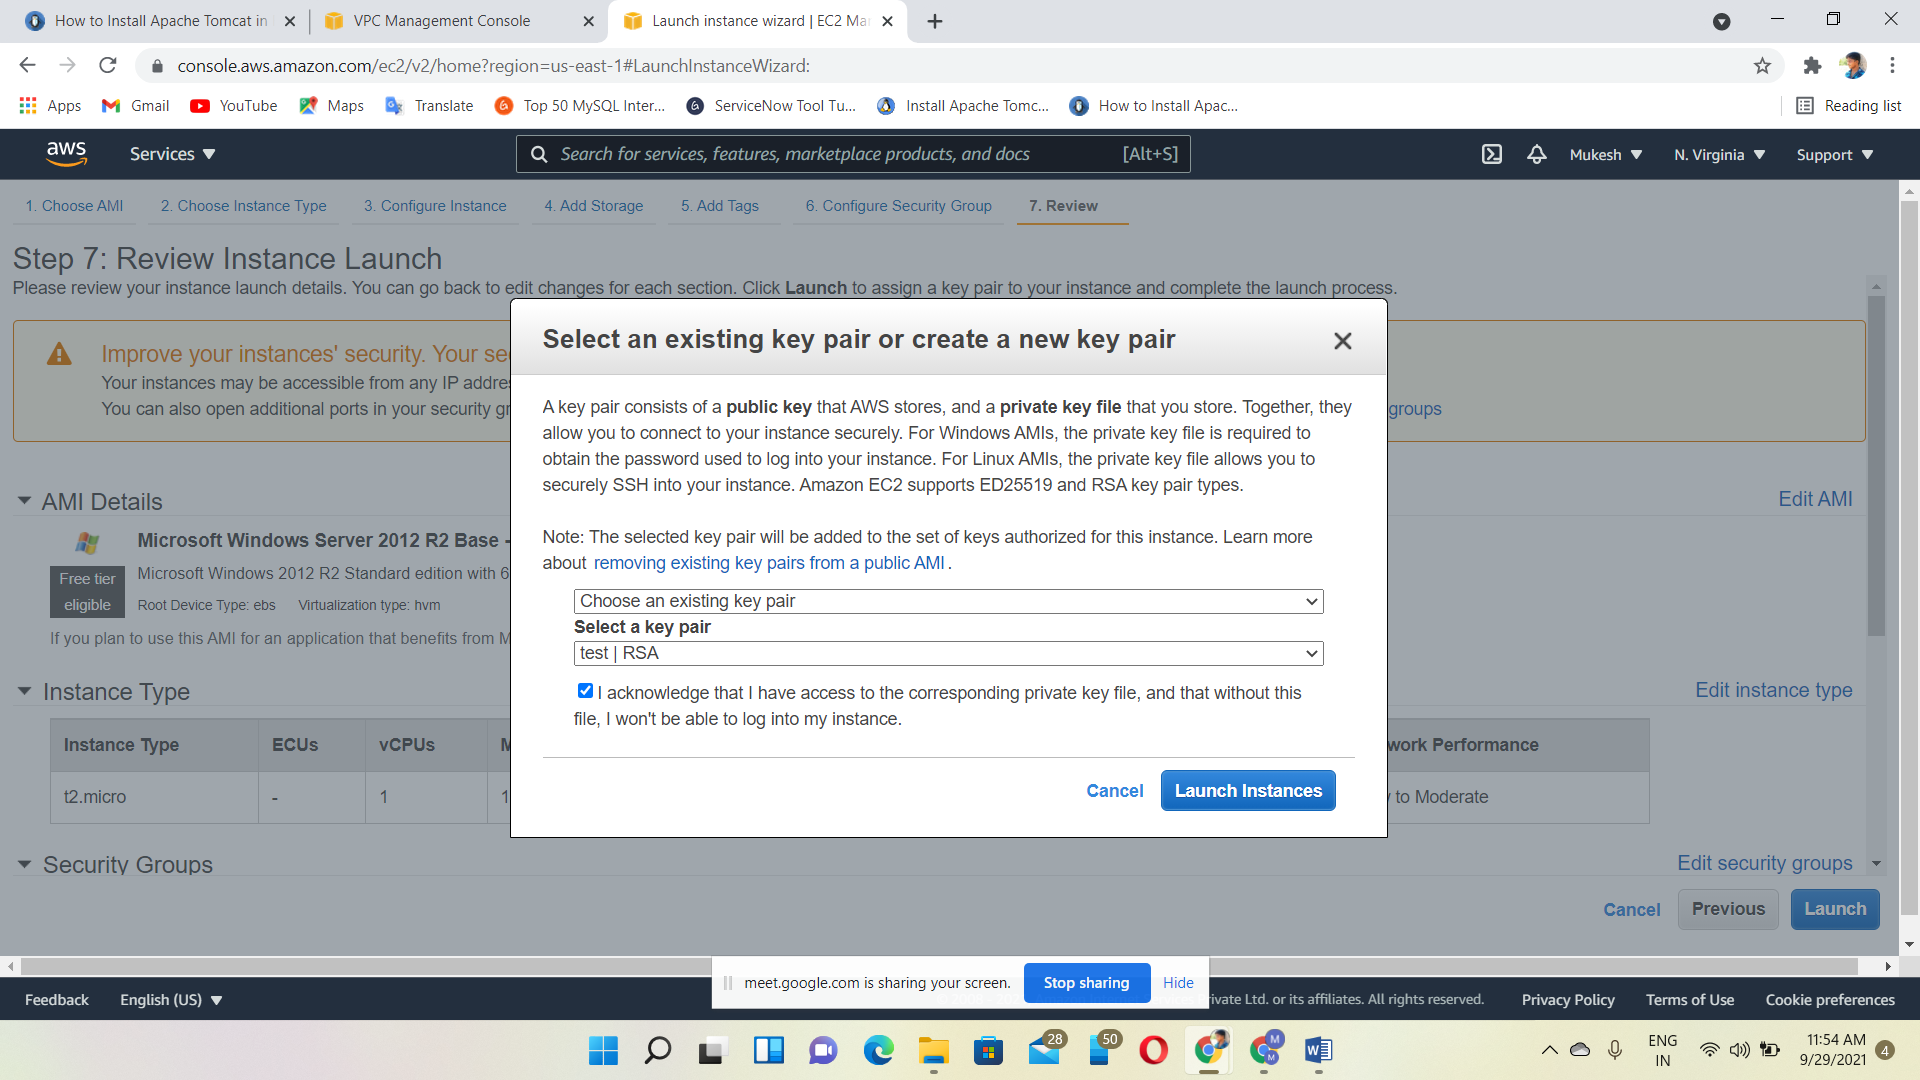 How to Install Apache Tomcat in
VPC Management Console
Launch instance wizard | EC2 Ma
console.aws.amazon.com/ec2/v2/home?region=us-east-1#LaunchInstanceWizard:
Apps
Gmail
YouTube
Maps
Translate
Top 50 MySQL Inter...
ServiceNow Tool Tu...
Install Apache Tomc...
How to Install Apac...
Reading list
aws
Services
Search for services, features, marketplace products, and docs
[Alt+S]
Mukesh
N. Virginia
Support
1. Choose AMI
2. Choose Instance Type
3. Configure Instance
4. Add Storage
5. Add Tags
6. Configure Security Group
7. Review
Step 7: Review Instance Launch
Please review your instance launch details. You can go back to edit changes for each section. Click Launch to assign a key pair to your instance and complete the launch process.
Improve your instances' security. Your se
Your instances may be accessible from any IP addre
You can also open additional ports in your security gr
groups
AMI Details
Edit AMI
Microsoft Windows Server 2012 R2 Base -
Free tier
eligible
Microsoft Windows 2012 R2 Standard edition with 6
Root Device Type: ebs
Virtualization type: hvm
If you plan to use this AMI for an application that benefits from M
Instance Type
Edit instance type
Instance Type
ECUs
vCPUs
M
work Performance
t2.micro
-
1
1
to Moderate
Security Groups
Edit security groups
Cancel
Previous
Launch
Select an existing key pair or create a new key pair
A key pair consists of a public key that AWS stores, and a private key file that you store. Together, they
allow you to connect to your instance securely. For Windows AMIs, the private key file is required to
obtain the password used to log into your instance. For Linux AMIs, the private key file allows you to
securely SSH into your instance. Amazon EC2 supports ED25519 and RSA key pair types.
Note: The selected key pair will be added to the set of keys authorized for this instance. Learn more
about removing existing key pairs from a public AMI.
Choose an existing key pair
Select a key pair
test | RSA
I acknowledge that I have access to the corresponding private key file, and that without this
file, I won't be able to log into my instance.
Cancel
Launch Instances
meet.google.com is sharing your screen.
Stop sharing
Hide
Feedback
English (US)
rivate Ltd. or its affiliates. All rights reserved.
Privacy Policy
Terms of Use
Cookie preferences
28
50
M
M
ENG
IN
11:54 AM
9/29/2021
4